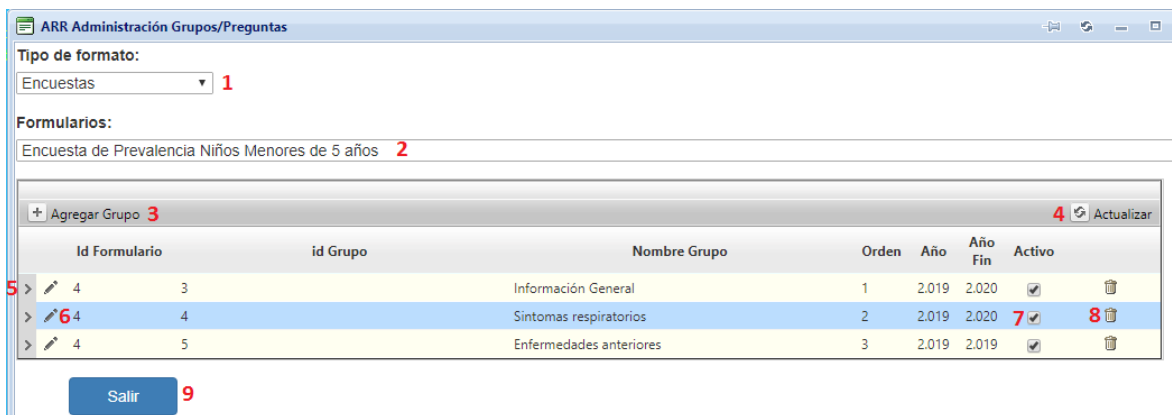 ARR Administración Grupos/Preguntas
Tipo de formato:
Encuestas 1
Formularios:
Encuesta de Prevalencia Niños Menores de 5 años 2
Agregar Grupo 3 4 Actualizar
Id Formulario id Grupo Nombre Grupo Orden Año Año Fin Activo
5 4 3 Información General 1 2.019 2.020
6 4 4 Sintomas respiratorios 2 2.019 2.020 7 8
4 5 Enfermedades anteriores 3 2.019 2.019
Salir 9